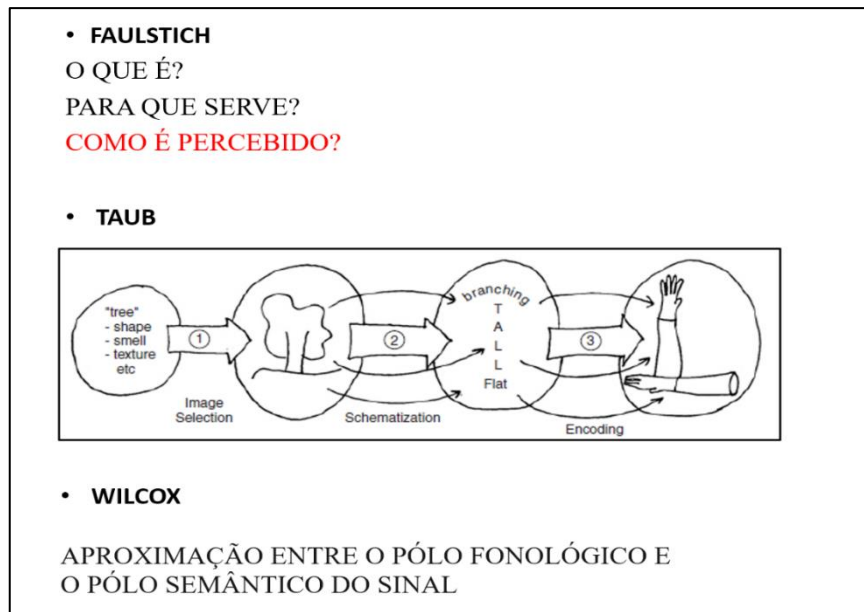 • FAULSTICH
O QUE É?
PARA QUE SERVE?
COMO É PERCEBIDO?
• TAUB
"tree"
- shape
- smell
- texture
etc
1
Image
Selection
2
Schematization
branching
T
A
L
L
Flat
3
Encoding
• WILCOX
APROXIMAÇÃO ENTRE O PÓLO FONOLÓGICO E
O PÓLO SEMÂNTICO DO SINAL